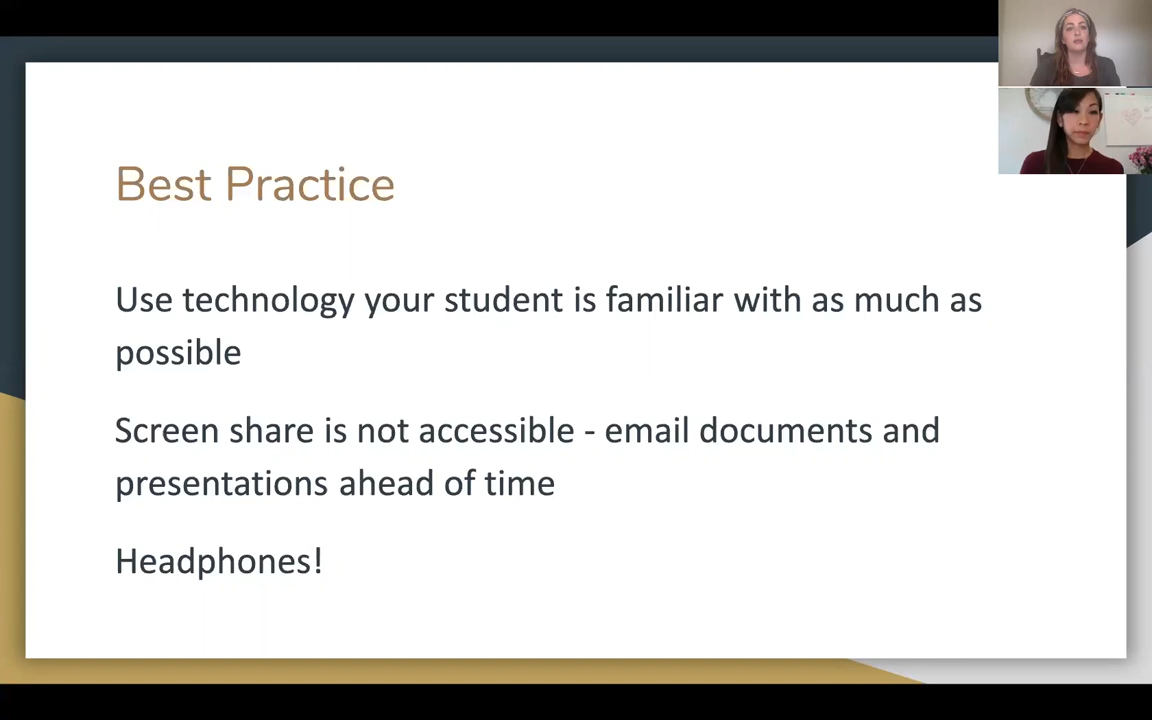 Best Practice
Use technology your student is familiar with as much as
possible
Screen share is not accessible - email documents and
presentations ahead of time
Headphones!